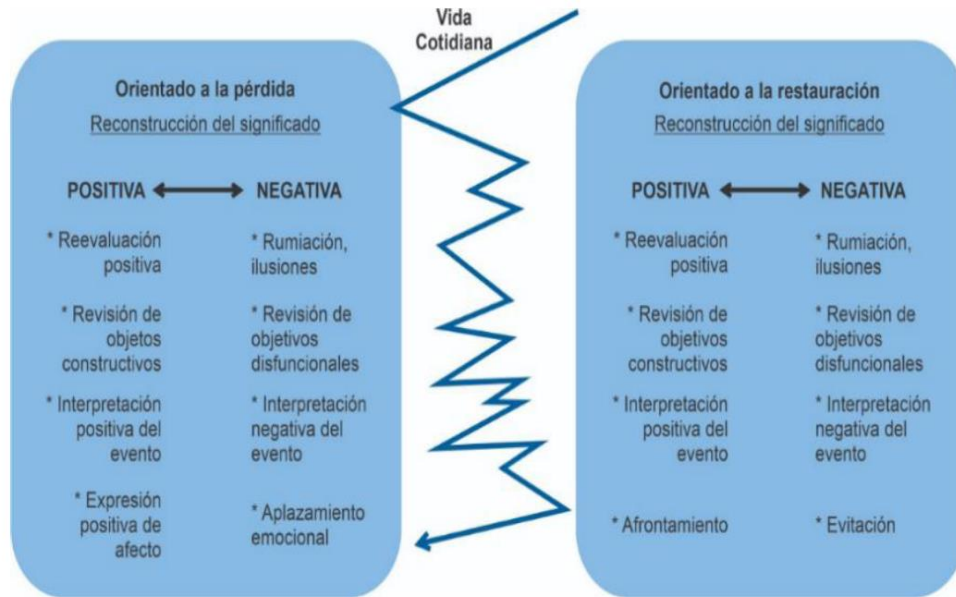 Vida
Cotidiana
Orientado a la pérdida
Reconstrucción del significado
POSITIVA
NEGATIVA
* Reevaluación
positiva
* Rumiación,
ilusiones
* Revisión de
objetos
constructivos
* Revisión de
objetivos
disfuncionales
* Interpretación
positiva del
evento
* Interpretación
negativa del
evento
* Expresión
positiva de
afecto
* Aplazamiento
emocional
Orientado a la restauración
Reconstrucción del significado
POSITIVA
NEGATIVA
* Reevaluación
positiva
* Rumiación,
ilusiones
* Revisión de
objetivos
constructivos
* Revisión de
objetivos
disfuncionales
* Interpretación
positiva del
evento
* Interpretación
negativa del
evento
* Afrontamiento
* Evitación